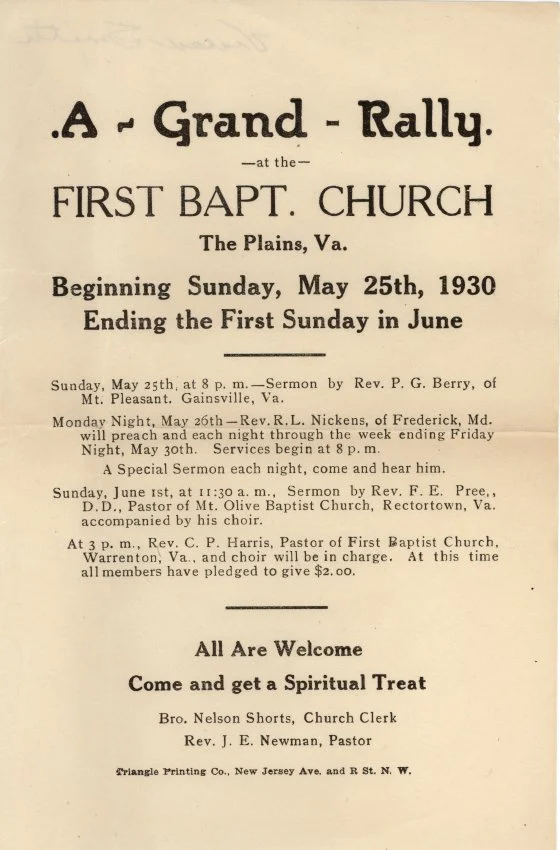 .A - Grand - Rally.
—at the—
FIRST BAPT. CHURCH
The Plains, Va.
Beginning Sunday, May 25th, 1930
Ending the First Sunday in June
Sunday, May 25th, at 8 p. m.—Sermon by Rev. P. G. Berry, of
Mt. Pleasant. Gainsville, Va.
Monday Night, May 26th—Rev. R.L. Nickens, of Frederick, Md.
will preach and each night through the week ending Friday
Night, May 30th. Services begin at 8 p. m.
A Special Sermon each night, come and hear him.
Sunday, June 1st, at 11:30 a. m., Sermon by Rev. F. E. Pree,,
D.D., Pastor of Mt. Olive Baptist Church, Rectortown, Va.
accompanied by his choir.
At 3 p. m., Rev. C. P. Harris, Pastor of First Baptist Church,
Warrenton, Va., and choir will be in charge. At this time
all members have pledged to give $2.00.
All Are Welcome
Come and get a Spiritual Treat
Bro. Nelson Shorts, Church Clerk
Rev. J. E. Newman, Pastor
Triangle Printing Co., New Jersey Ave. and R St. N. W.